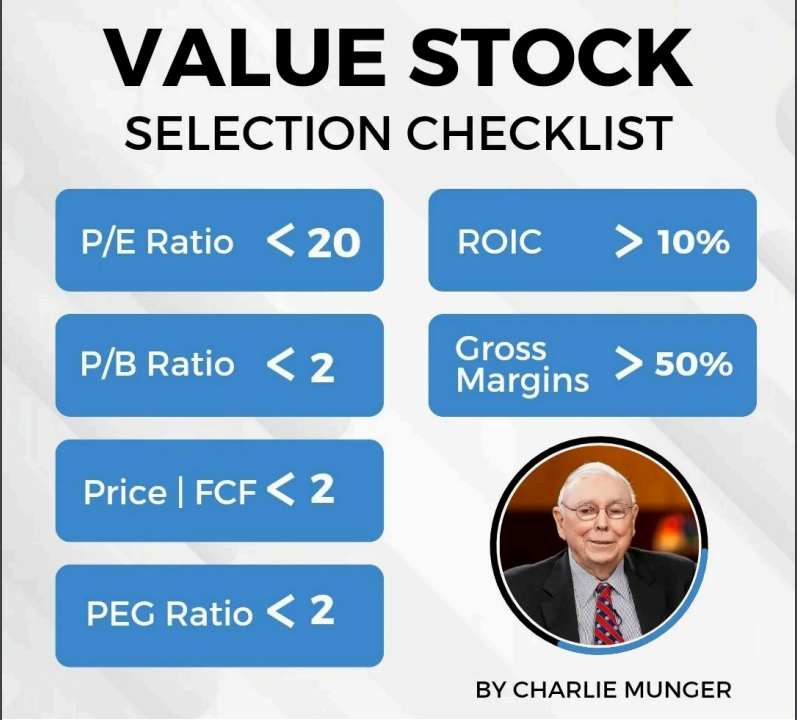 VALUE STOCK
SELECTION CHECKLIST
P/E Ratio < 20
ROIC > 10%
P/B Ratio < 2
Gross
Margins > 50%
Price | FCF < 2
PEG Ratio < 2
BY CHARLIE MUNGER